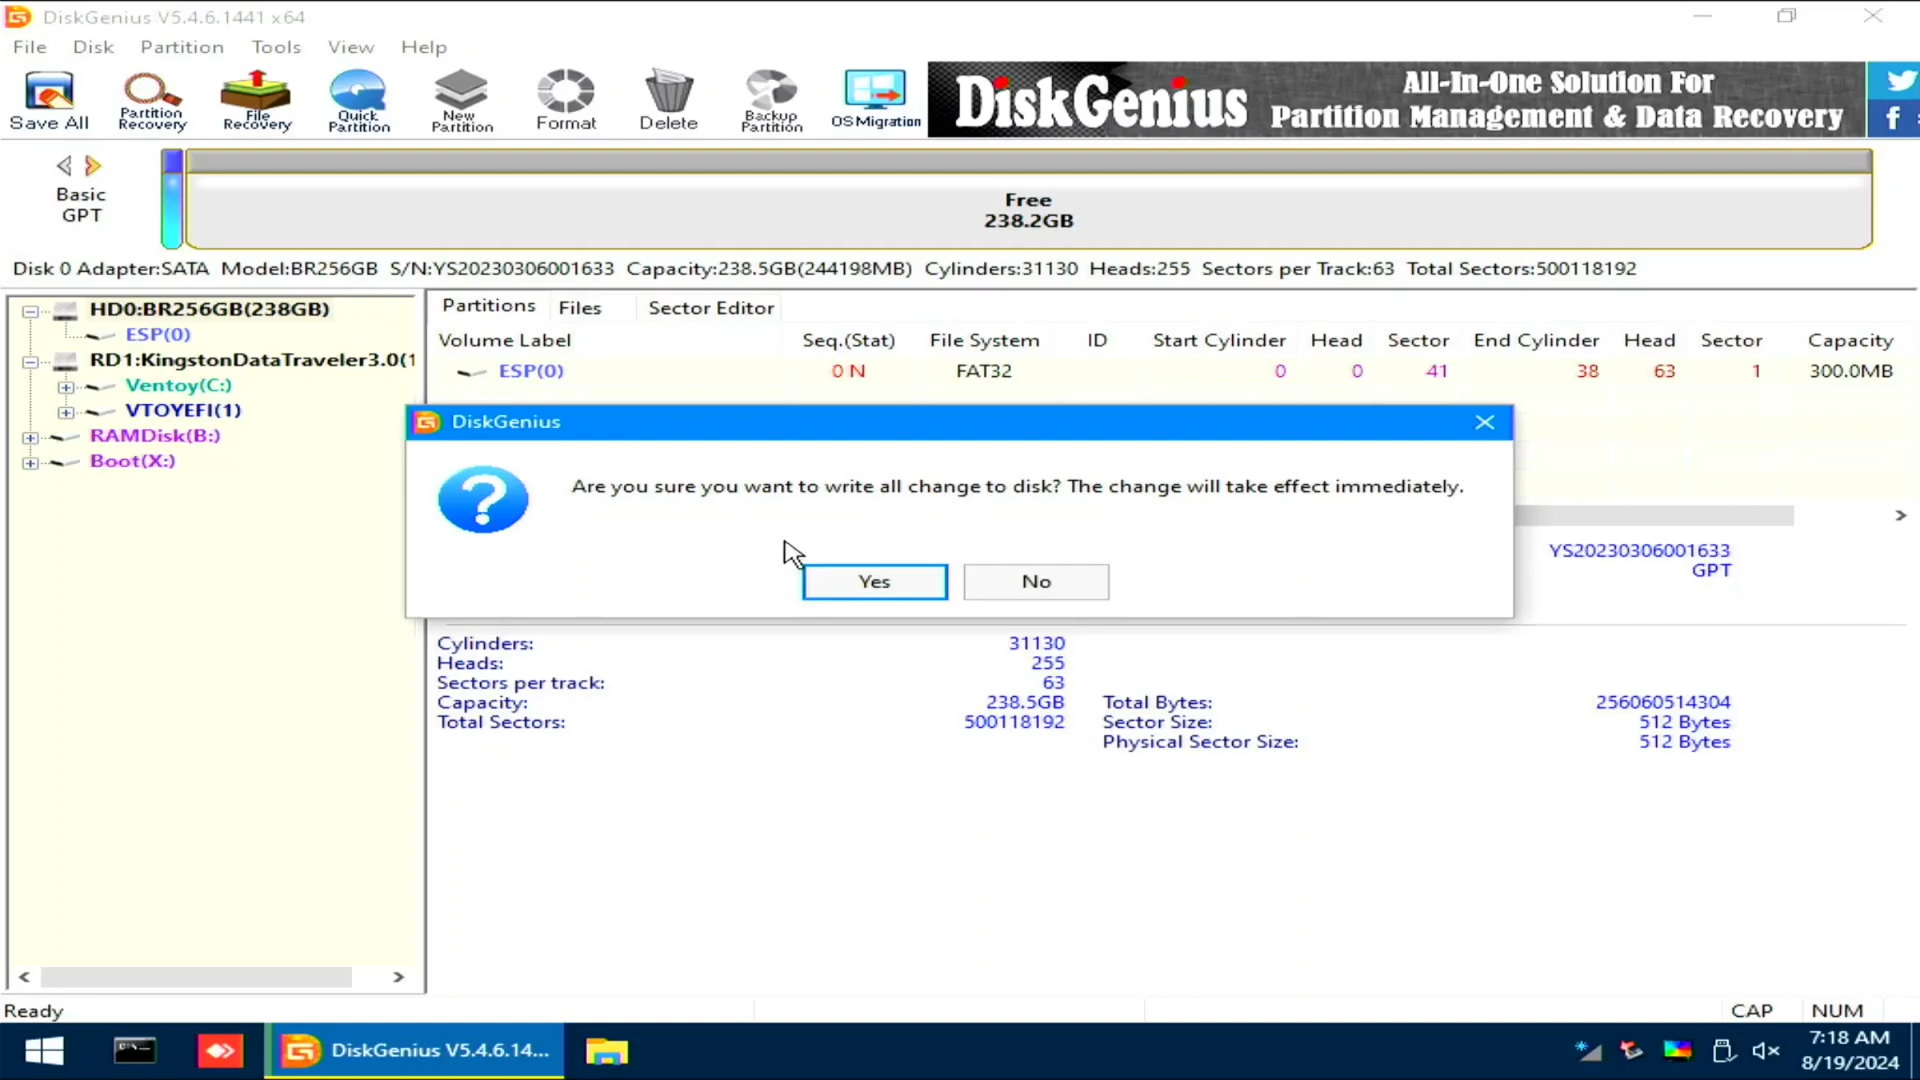 DiskGenius V5.4.6.1441 x64
File Disk Partition Tools View Help
Save All
Partition Recovery
File Recovery
Quick Partition
New Partition
Format
Delete
Backup Partition
OS Migration
DiskGenius
All-In-One Solution For
Partition Management & Data Recovery
Basic
GPT
Free
238.2GB
Disk 0 Adapter:SATA Model:BR256GB S/N:YS20230306001633 Capacity:238.5GB(244198MB) Cylinders:31130 Heads:255 Sectors per Track:63 Total Sectors:500118192
HD0:BR256GB(238GB)
ESP(0)
RD1:KingstonDataTraveler3.0(1
Ventoy(C:)
VTOYEFI(1)
RAMDisk(B:)
Boot(X:)
Partitions Files Sector Editor
Volume Label Seq.(Stat) File System ID Start Cylinder Head Sector End Cylinder Head Sector Capacity
ESP(0) 0 N FAT32 0 0 41 38 63 1 300.0MB
DiskGenius
Are you sure you want to write all change to disk? The change will take effect immediately.
Yes No
YS20230306001633
GPT
Cylinders: 31130
Heads: 255
Sectors per track: 63
Capacity: 238.5GB Total Bytes: 256060514304
Total Sectors: 500118192 Sector Size: 512 Bytes
Physical Sector Size: 512 Bytes
Ready CAP NUM
DiskGenius V5.4.6.14...
7:18 AM
8/19/2024